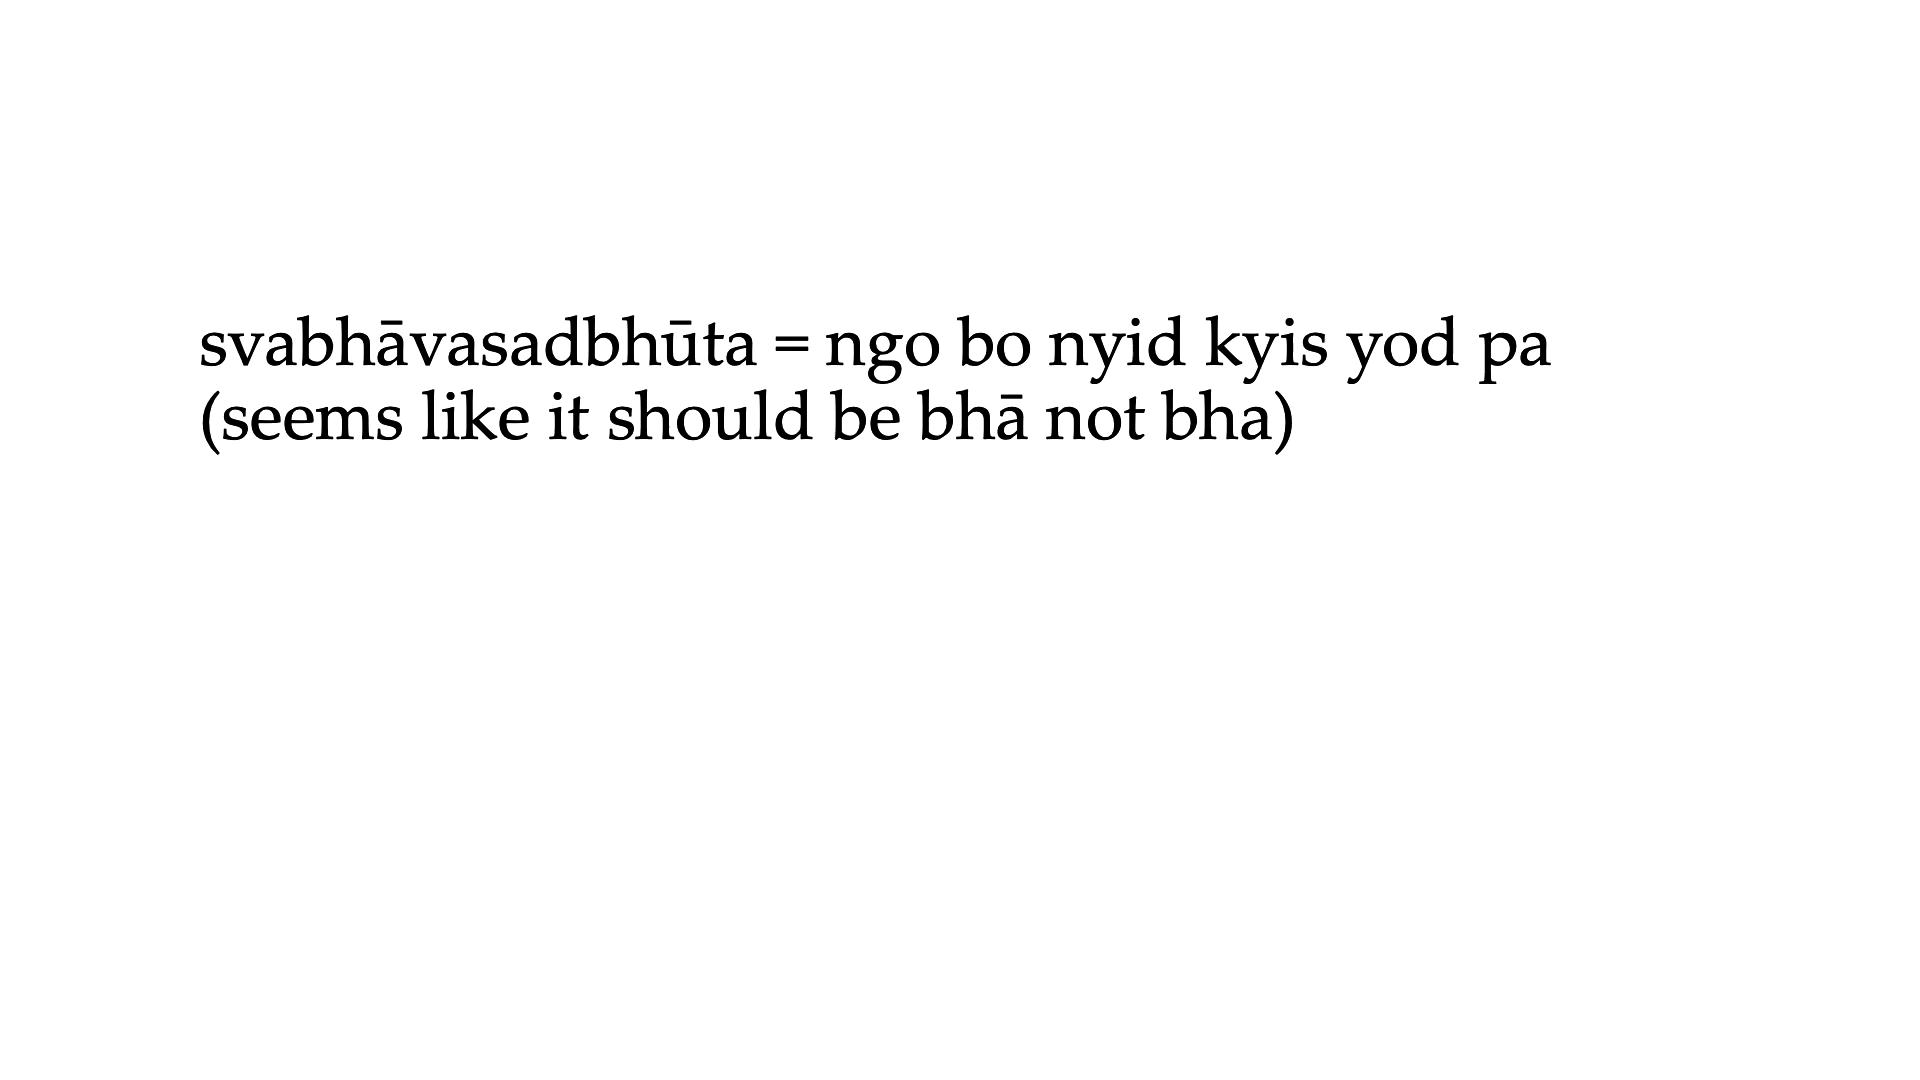 svabhāvasadbhūta = ngo bo nyid kyis yod pa
(seems like it should be bhā not bha)